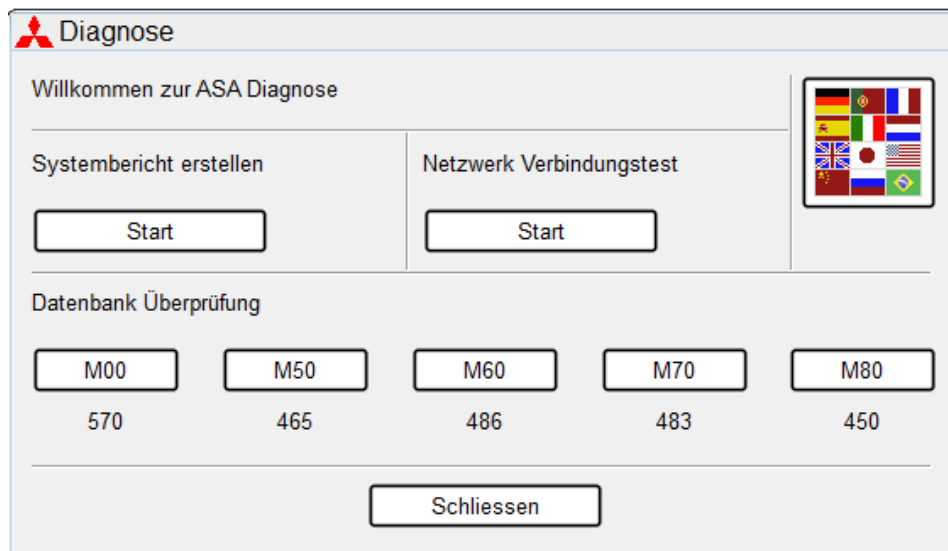 Diagnose
Willkommen zur ASA Diagnose
Systembericht erstellen
Netzwerk Verbindungstest
Start
Start
Datenbank Überprüfung
M00 M50 M60 M70 M80
570 465 486 483 450
Schliessen